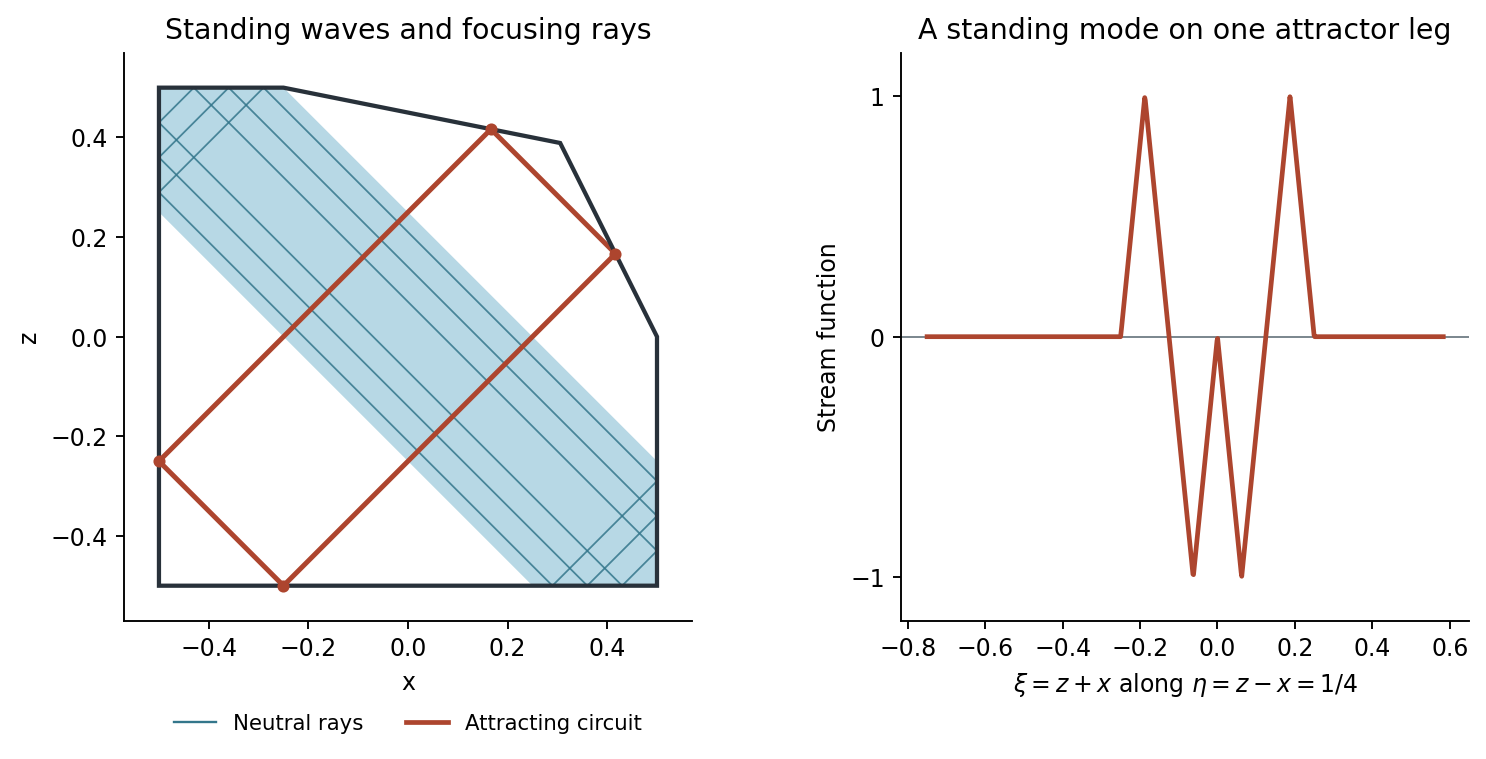 Standing waves and focusing rays
z
0.4
0.2
0.0
−0.2
−0.4
−0.4 −0.2 0.0 0.2 0.4
x
Neutral rays Attracting circuit
A standing mode on one attractor leg
Stream function
1
0
−1
−0.8 −0.6 −0.4 −0.2 0.0 0.2 0.4 0.6
ξ = z + x along η = z − x = 1/4